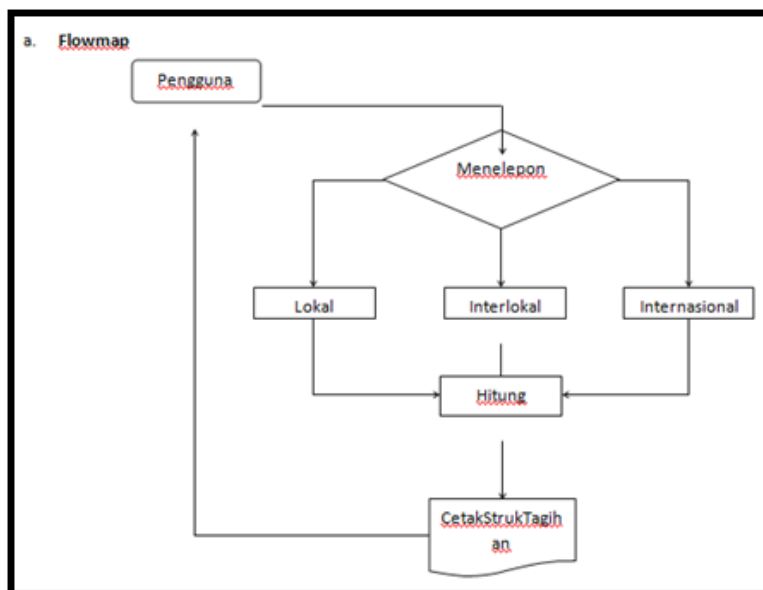 a. Flowmap
Pengguna
Menelepon
Lokal
Interlokal
Internasional
Hitung
CetakStrukTagih
an